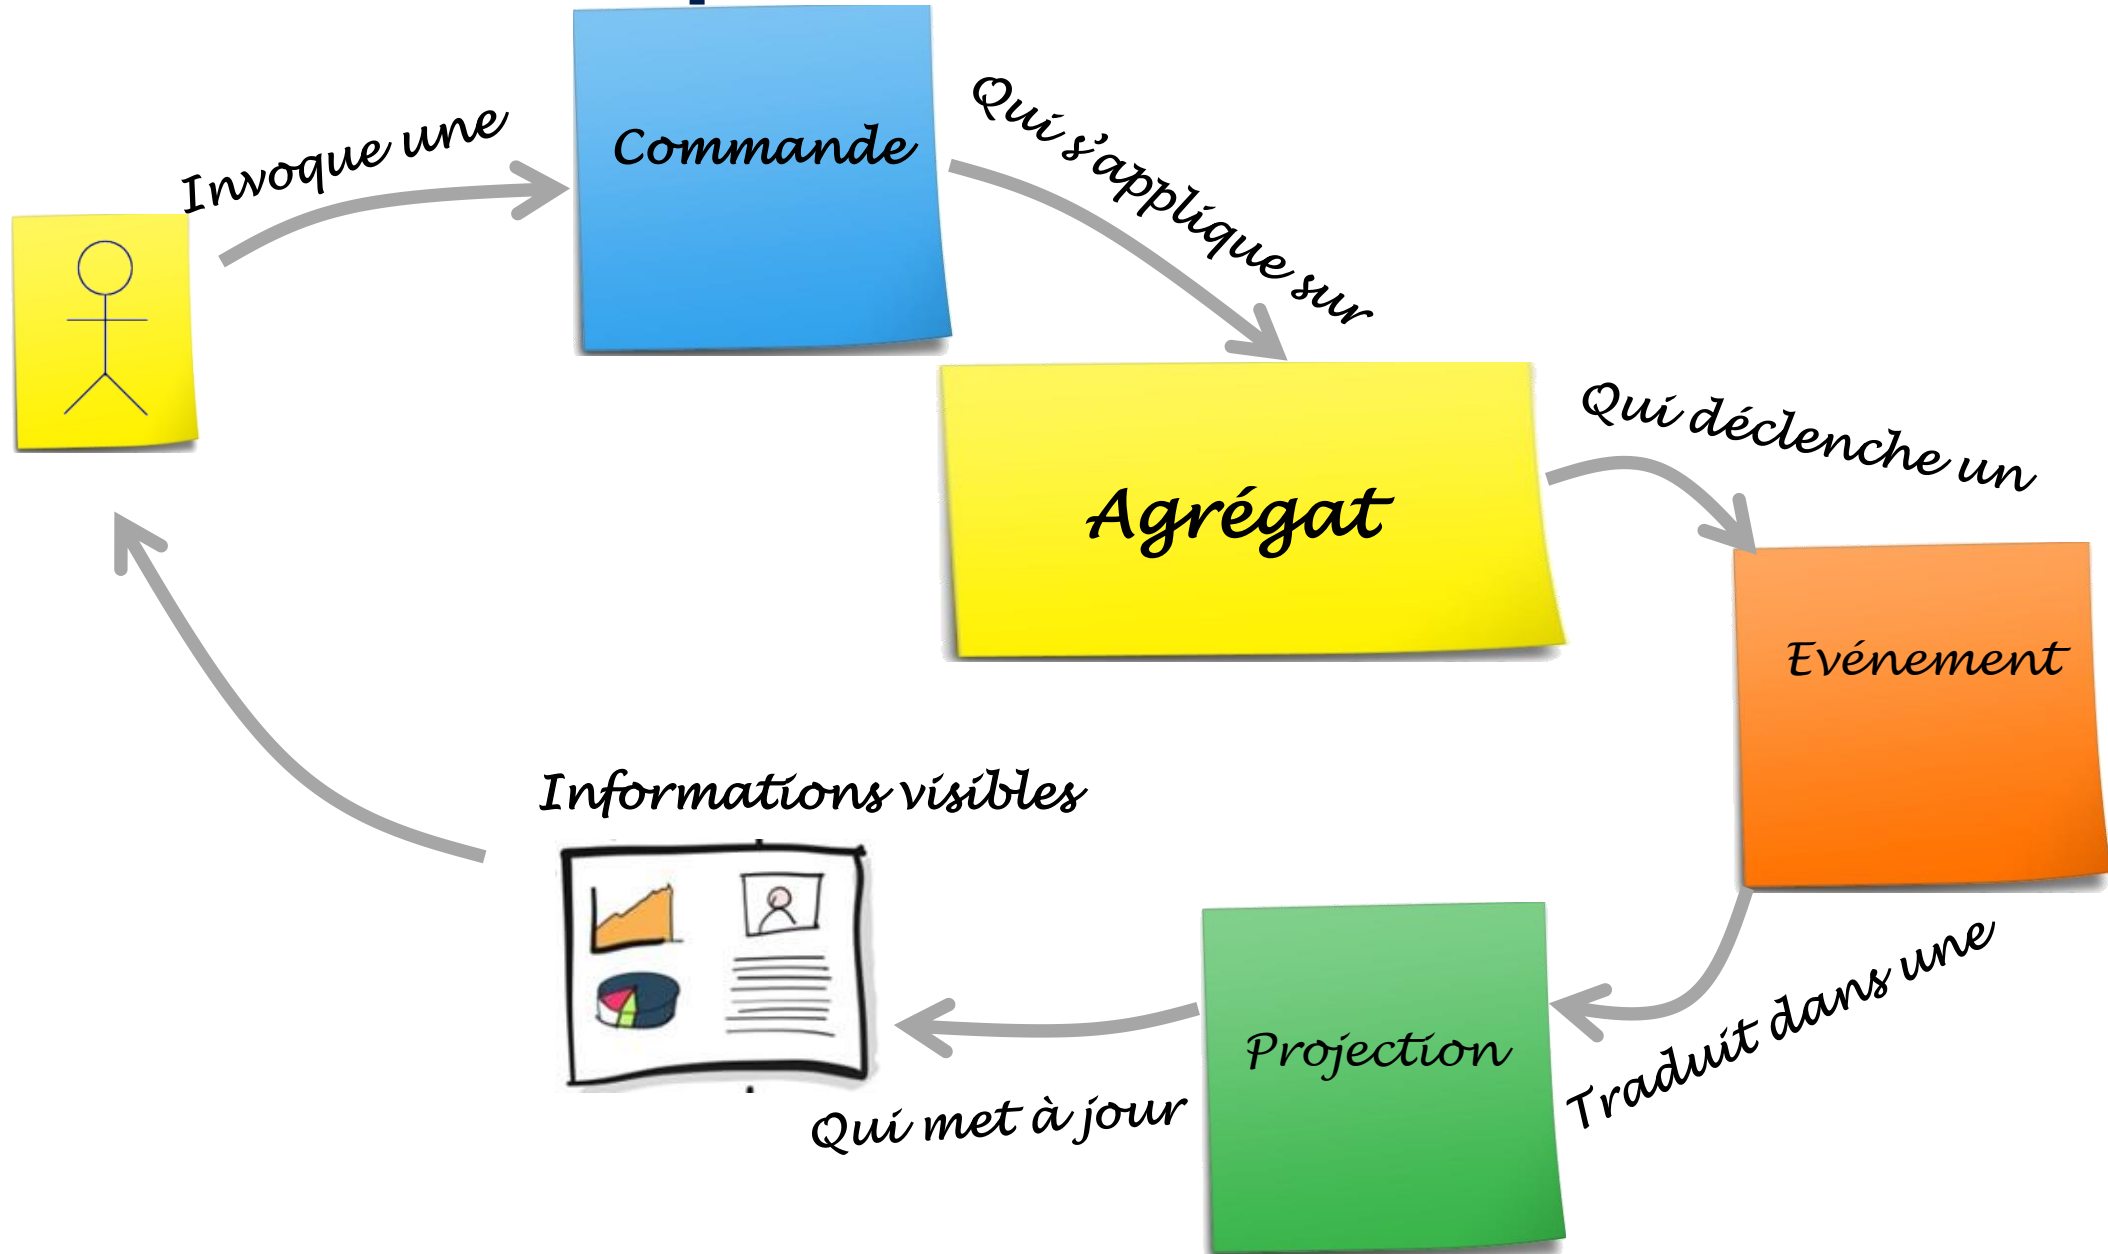 Invoque une
Commande
Qui s'applique sur
Agrégat
Qui déclenche un
Evénement
Traduit dans une
Projection
Qui met à jour
Informations visibles